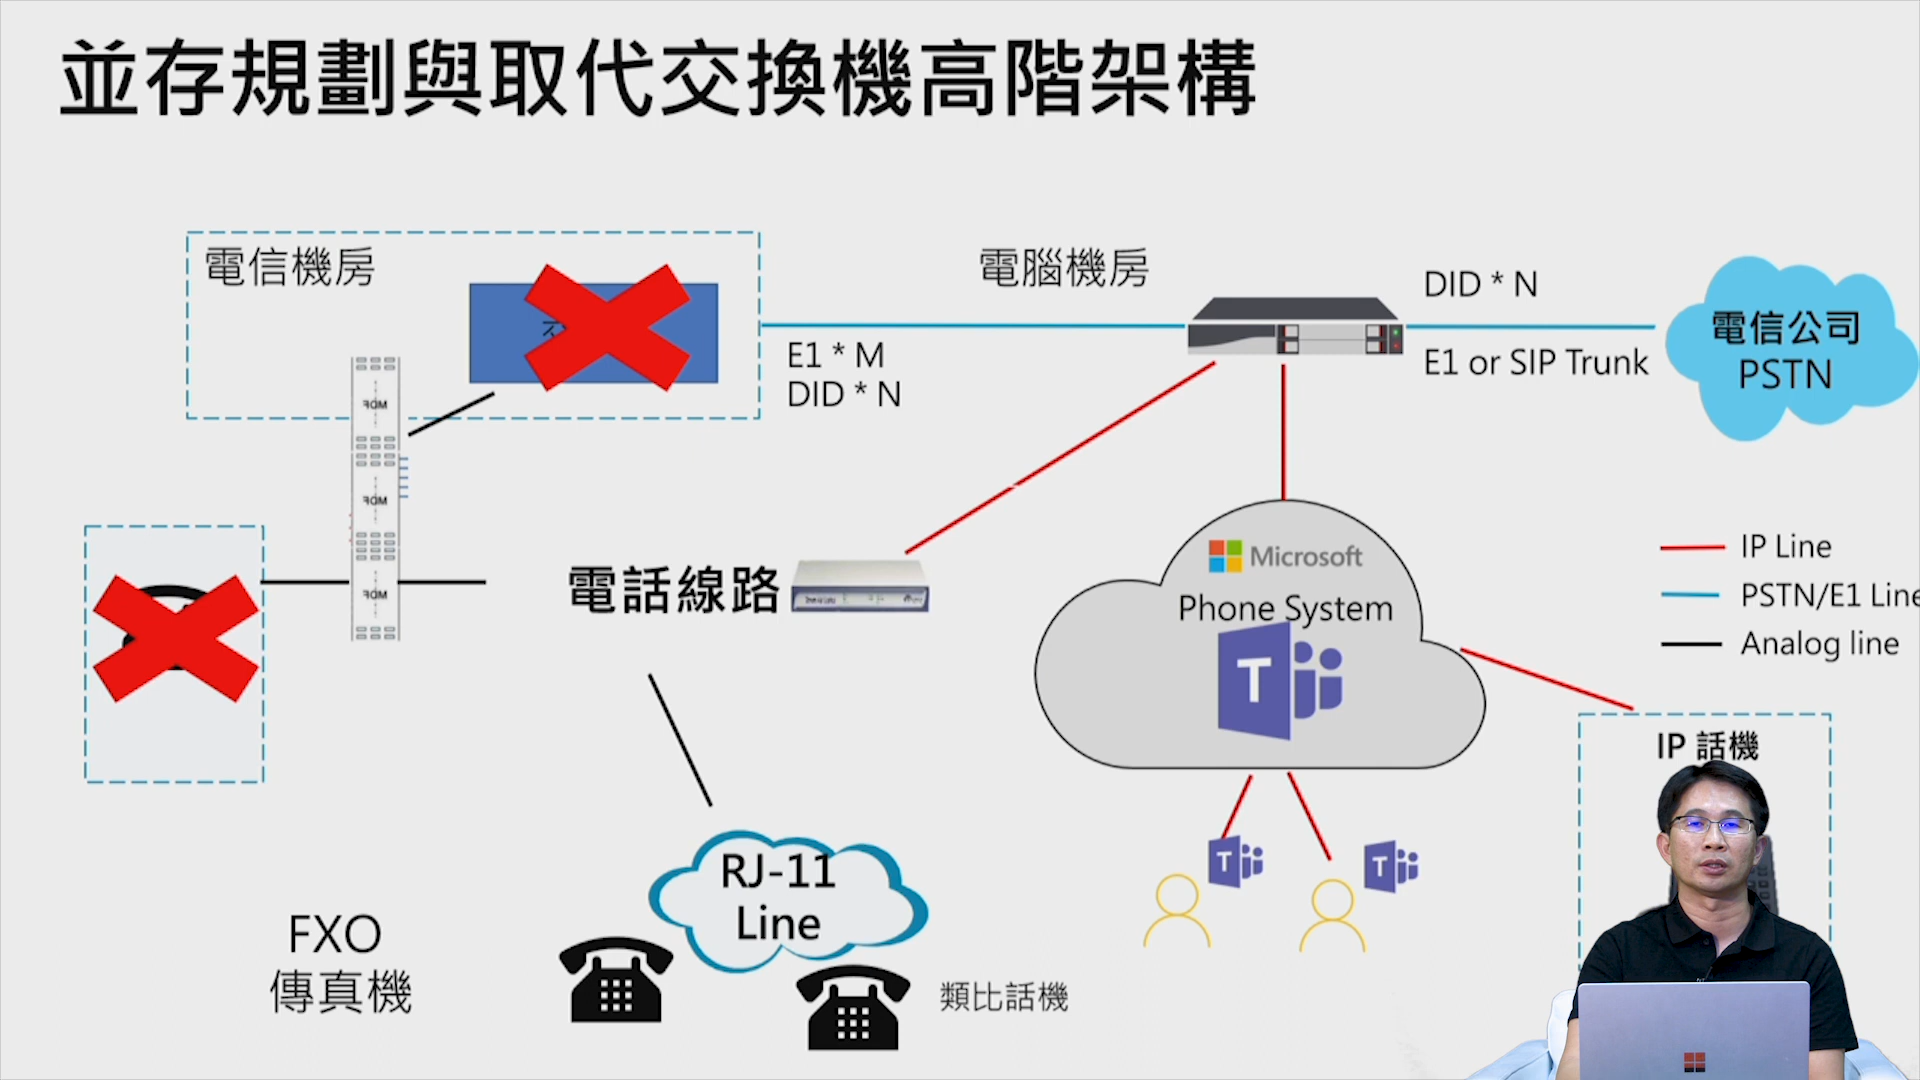 並存規劃與取代交換機高階架構
電信機房
電腦機房
E1 * M
DID * N
DID * N
E1 or SIP Trunk
電信公司
PSTN
MDF
MDF
MDF
電話線路
Microsoft
Phone System
T
IP Line
PSTN/E1 Line
Analog line
IP 話機
T
T
RJ-11
Line
FXO
傳真機
類比話機